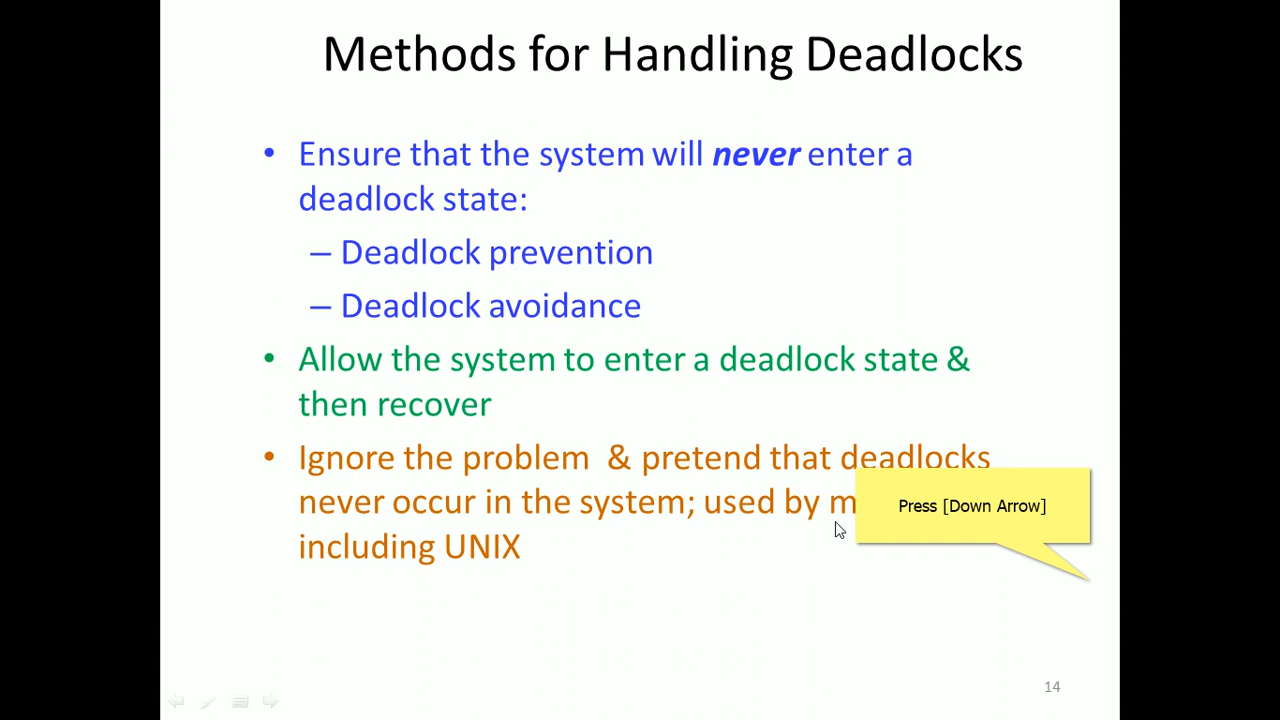 Methods for Handling Deadlocks
• Ensure that the system will never enter a
deadlock state:
– Deadlock prevention
– Deadlock avoidance
• Allow the system to enter a deadlock state &
then recover
• Ignore the problem & pretend that deadlocks
never occur in the system; used by
including UNIX
Press [Down Arrow]
14